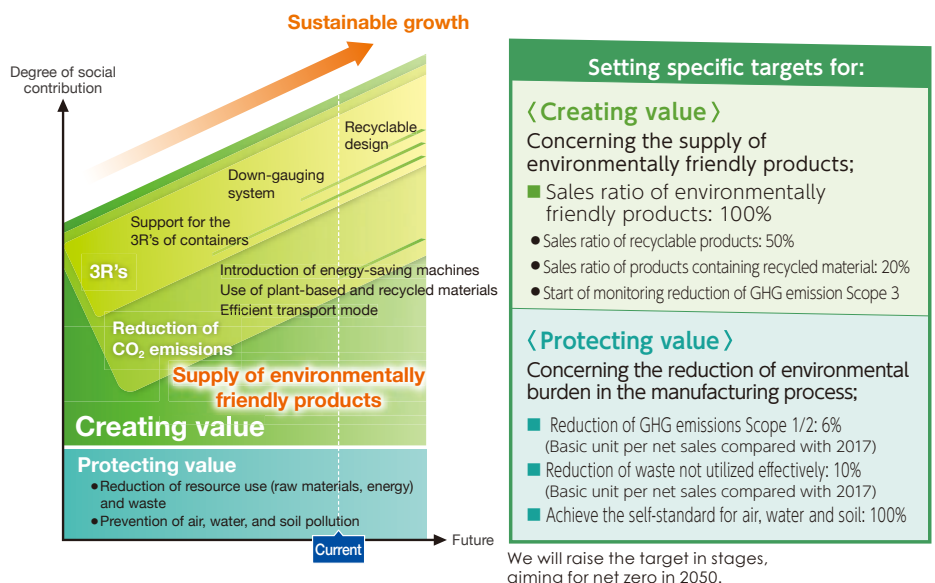 Sustainable growth
Degree of social
contribution
Recyclable
design
Down-gauging
system
Support for the
3R's of containers
3R's
Introduction of energy-saving machines
Use of plant-based and recycled materials
Efficient transport mode
Reduction of
CO₂ emissions
Supply of environmentally
friendly products
Creating value
Protecting value
●Reduction of resource use (raw materials, energy)
and waste
●Prevention of air, water, and soil pollution
Current
Future
Setting specific targets for:
〈Creating value〉
Concerning the supply of
environmentally friendly products;
■ Sales ratio of environmentally
friendly products: 100%
● Sales ratio of recyclable products: 50%
● Sales ratio of products containing recycled material: 20%
● Start of monitoring reduction of GHG emission Scope 3
〈Protecting value〉
Concerning the reduction of environmental
burden in the manufacturing process;
■ Reduction of GHG emissions Scope 1/2: 6%
(Basic unit per net sales compared with 2017)
■ Reduction of waste not utilized effectively: 10%
(Basic unit per net sales compared with 2017)
■ Achieve the self-standard for air, water and soil: 100%
We will raise the target in stages,
aiming for net zero in 2050.